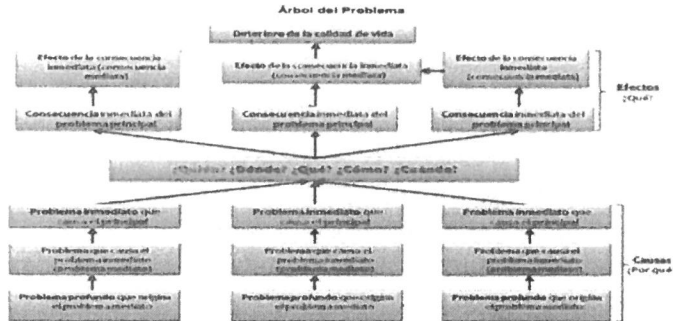 Árbol del Problema
Deterioro de la calidad de vida
Efecto de la consecuencia
inmediata (consecuencia
mediata)
Efecto de la consecuencia inmediata
(consecuencia mediata)
Efecto de la consecuencia
inmediata
(consecuencia mediata)
Efectos
¿Qué?
Consecuencia inmediata del
problema principal
Consecuencia inmediata del
problema principal
Consecuencia inmediata del
problema principal
¿Dónde? ¿Qué? ¿Cómo? ¿Cuándo?
Problema inmediato que
causa el principal
Problema inmediato que
causa el principal
Problema inmediato que
causa el principal
Problema que causa el
problema inmediato
(problema mediato)
Problema que causa el
problema inmediato
(problema mediato)
Problema que causa el
problema inmediato
(problema mediato)
Causas
¿Por qué
Problema profundo que origina
el problema mediato
Problema profundo que origina
el problema mediato
Problema profundo que origina
el problema mediato